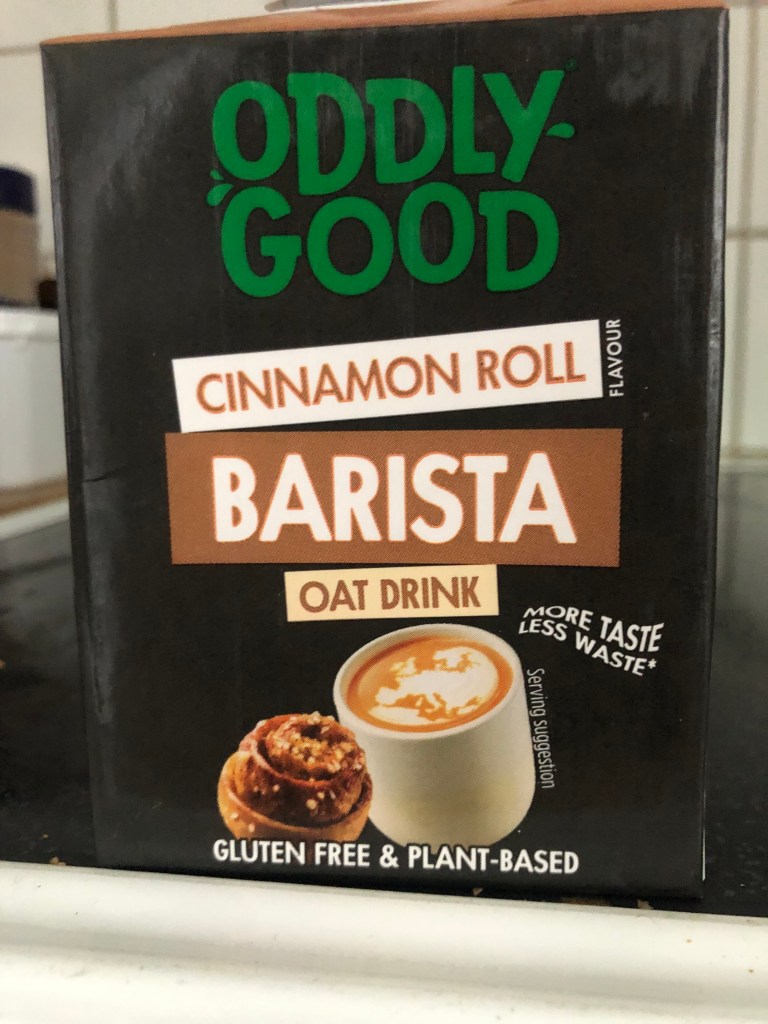 ODDLY
GOOD
CINNAMON ROLL
FLAVOUR
BARISTA
OAT DRINK
MORE TASTE
LESS WASTE*
Serving suggestion
GLUTEN FREE & PLANT-BASED